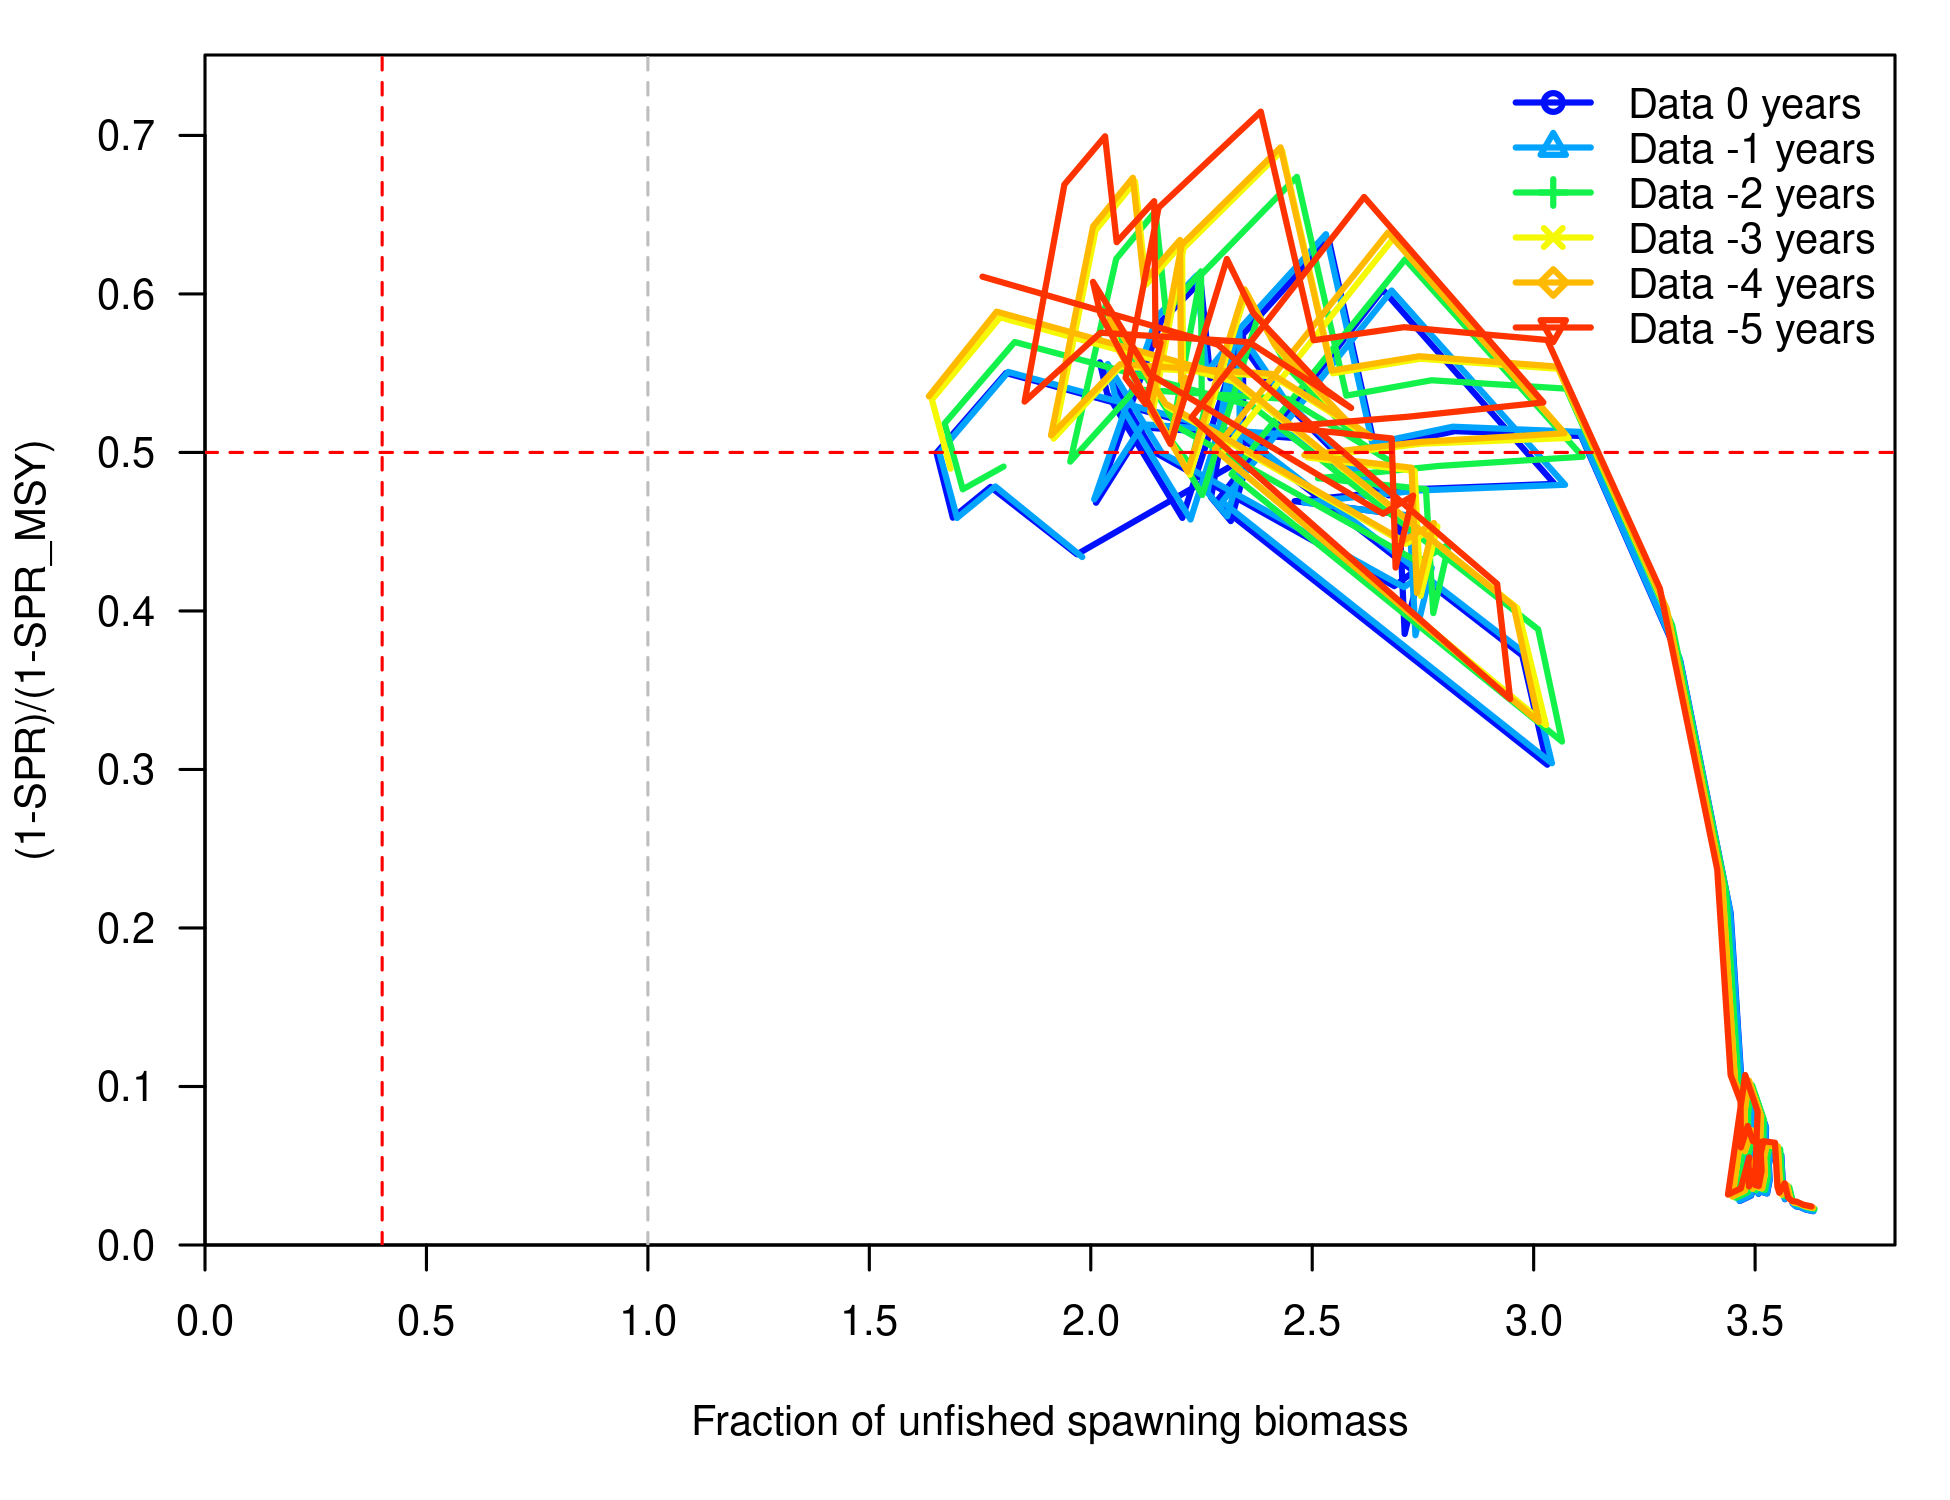 Data 0 years
Data -1 years
Data -2 years
Data -3 years
Data -4 years
Data -5 years
(1-SPR)/(1-SPR_MSY)
0.7
0.6
0.5
0.4
0.3
0.2
0.1
0.0
0.0 0.5 1.0 1.5 2.0 2.5 3.0 3.5
Fraction of unfished spawning biomass